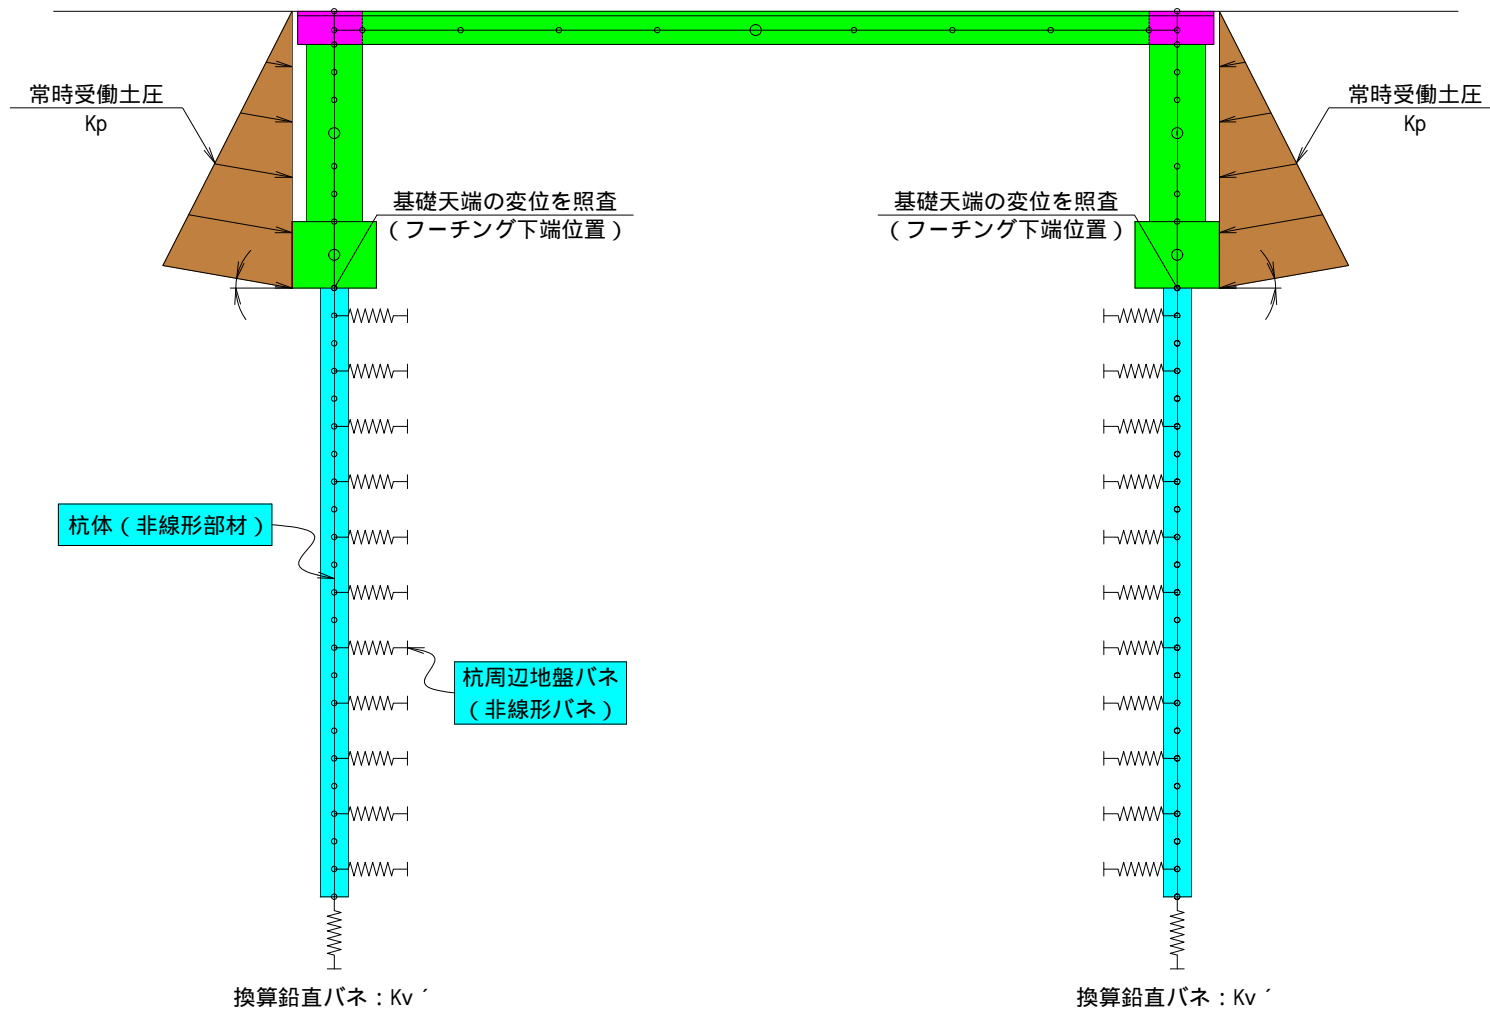 常時受働土圧
Kp
常時受働土圧
Kp
基礎天端の変位を照査
（フーチング下端位置）
基礎天端の変位を照査
（フーチング下端位置）
杭体（非線形部材）
杭周辺地盤バネ
（非線形バネ）
換算鉛直バネ：Kv´
換算鉛直バネ：Kv´